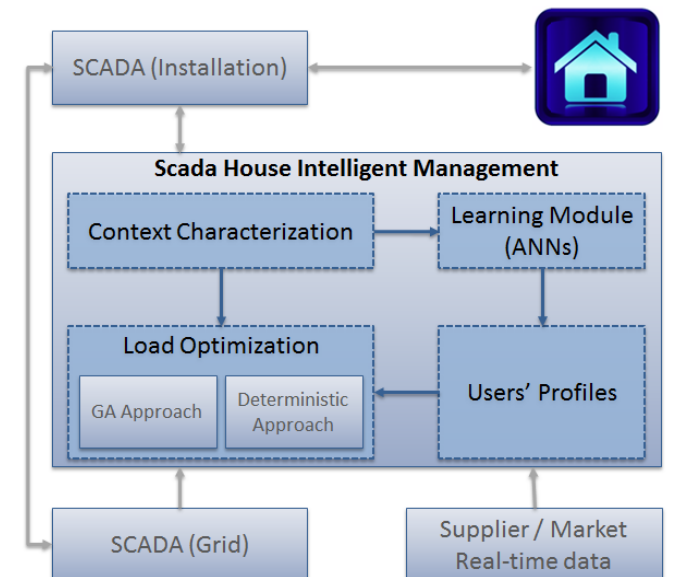 SCADA (Installation)
Scada House Intelligent Management
Context Characterization
Learning Module
(ANNs)
Load Optimization
GA Approach
Deterministic
Approach
Users’ Profiles
SCADA (Grid)
Supplier / Market
Real-time data